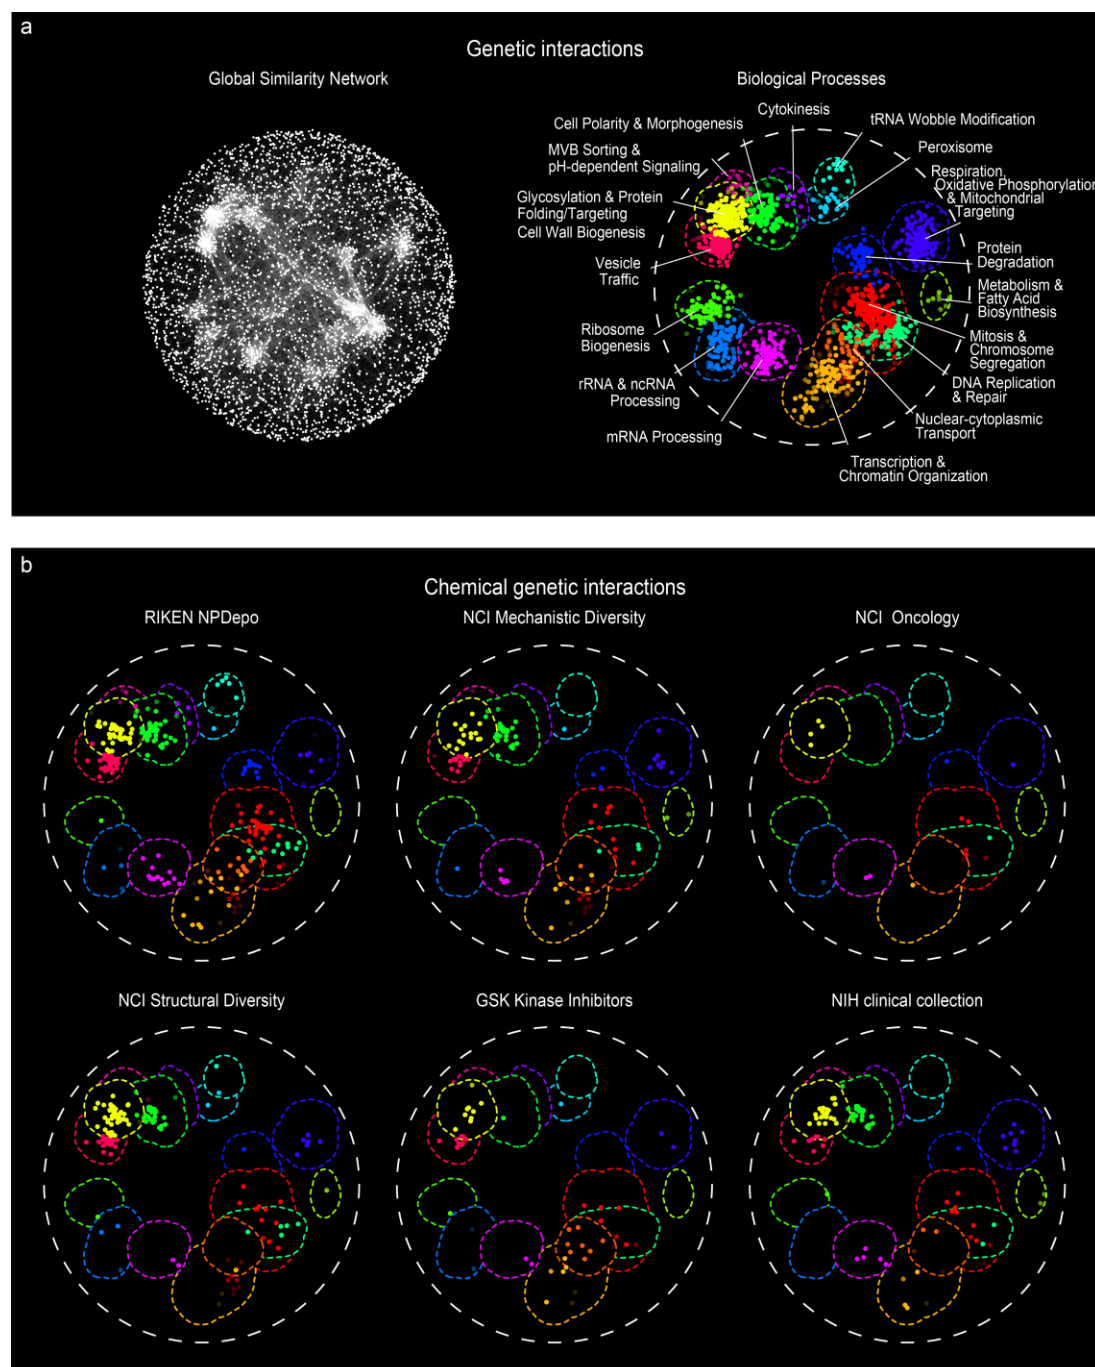 a
Genetic interactions
Global Similarity Network
Biological Processes
Cytokinesis
Cell Polarity & Morphogenesis
tRNA Wobble Modification
MVB Sorting &
pH-dependent Signaling
Peroxisome
Respiration,
Oxidative Phosphorylation
& Mitochondrial
Targeting
Glycosylation & Protein
Folding/Targeting
Cell Wall Biogenesis
Protein
Degradation
Vesicle
Traffic
Metabolism &
Fatty Acid
Biosynthesis
Ribosome
Biogenesis
Mitosis &
Chromosome
Segregation
rRNA & ncRNA
Processing
DNA Replication
& Repair
Nuclear-cytoplasmic
Transport
mRNA Processing
Transcription &
Chromatin Organization
b
Chemical genetic interactions
RIKEN NPDepo
NCI Mechanistic Diversity
NCI Oncology
NCI Structural Diversity
GSK Kinase Inhibitors
NIH clinical collection